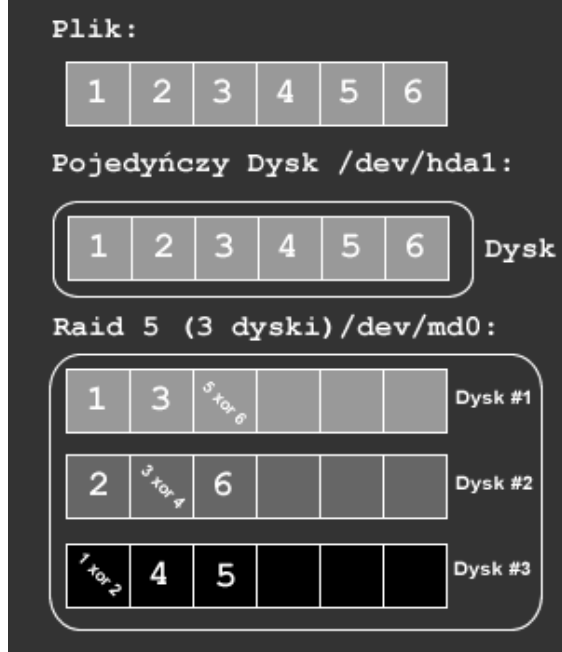 Plik:
1 2 3 4 5 6
Pojedyńczy Dysk /dev/hda1:
1 2 3 4 5 6 Dysk
Raid 5 (3 dyski)/dev/md0:
1 3 5 xor 6 Dysk #1
2 3 xor 4 6 Dysk #2
1 xor 2 4 5 Dysk #3